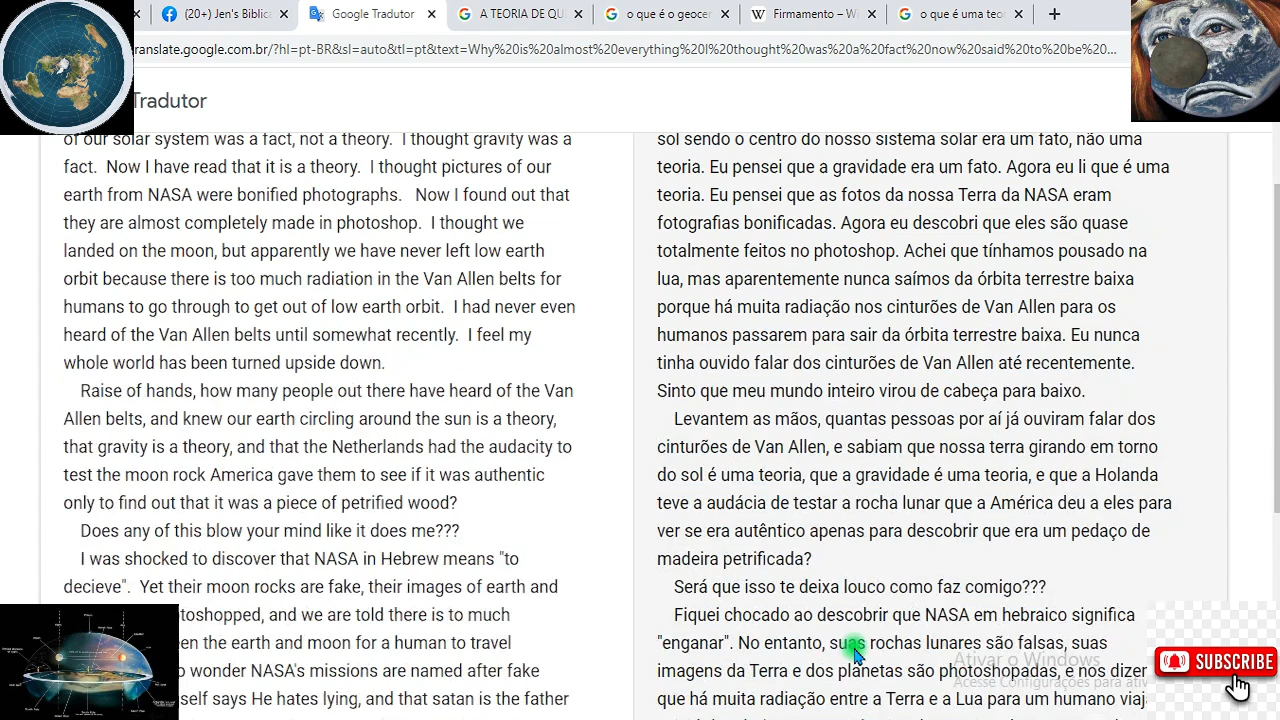 (20+) Jen's Biblica
Google Tradutor
A TEORIA DE QU
o que é o geocer
Firmamento – Wi
o que é uma teo
translate.google.com.br/?hl=pt-BR&sl=auto&tl=pt&text=Why%20is%20almost%20everything%20I%20thought%20was%20a%20fact%20now%20said%20to%20be%20...
Tradutor
of our solar system was a fact, not a theory. I thought gravity was a
fact. Now I have read that it is a theory. I thought pictures of our
earth from NASA were bonified photographs. Now I found out that
they are almost completely made in photoshop. I thought we
landed on the moon, but apparently we have never left low earth
orbit because there is too much radiation in the Van Allen belts for
humans to go through to get out of low earth orbit. I had never even
heard of the Van Allen belts until somewhat recently. I feel my
whole world has been turned upside down.
Raise of hands, how many people out there have heard of the Van
Allen belts, and knew our earth circling around the sun is a theory,
that gravity is a theory, and that the Netherlands had the audacity to
test the moon rock America gave them to see if it was authentic
only to find out that it was a piece of petrified wood?
Does any of this blow your mind like it does me???
I was shocked to discover that NASA in Hebrew means "to
decieve". Yet their moon rocks are fake, their images of earth and
toshopped, and we are told there is to much
een the earth and moon for a human to travel
o wonder NASA's missions are named after fake
self says He hates lying, and that satan is the father
sol sendo o centro do nosso sistema solar era um fato, não uma
teoria. Eu pensei que a gravidade era um fato. Agora eu li que é uma
teoria. Eu pensei que as fotos da nossa Terra da NASA eram
fotografias bonificadas. Agora eu descobri que eles são quase
totalmente feitos no photoshop. Achei que tínhamos pousado na
lua, mas aparentemente nunca saímos da órbita terrestre baixa
porque há muita radiação nos cinturões de Van Allen para os
humanos passarem para sair da órbita terrestre baixa. Eu nunca
tinha ouvido falar dos cinturões de Van Allen até recentemente.
Sinto que meu mundo inteiro virou de cabeça para baixo.
Levantem as mãos, quantas pessoas por aí já ouviram falar dos
cinturões de Van Allen, e sabiam que nossa terra girando em torno
do sol é uma teoria, que a gravidade é uma teoria, e que a Holanda
teve a audácia de testar a rocha lunar que a América deu a eles para
ver se era autêntico apenas para descobrir que era um pedaço de
madeira petrificada?
Será que isso te deixa louco como faz comigo???
Fiquei chocado ao descobrir que NASA em hebraico significa
"enganar" No entanto, suas rochas lunares são falsas, suas
imagens da Terra e dos planetas são photoshopadas, e nos dizem
que há muita radiação entre a Terra e a lua para um humano viaj
Ativar o Windows
Acesse Configurações para ativ
SUBSCRIBE